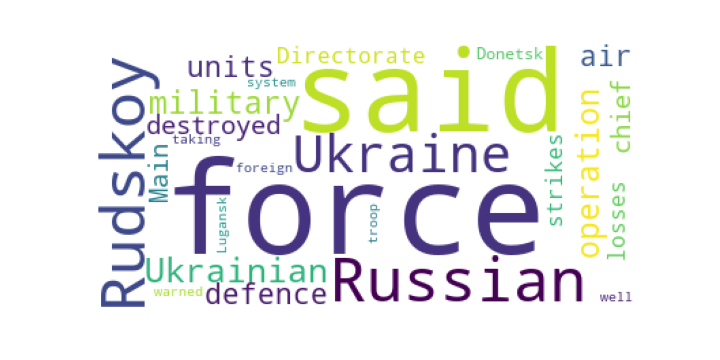 Directorate
said
Donetsk
air
units
system
military
destroyed
taking
Rudskoy
Main
foreign
Ukraine
force
strikes
operation
chief
losses
Lugansk
troop
Ukrainian
Russian
warned
defence
well